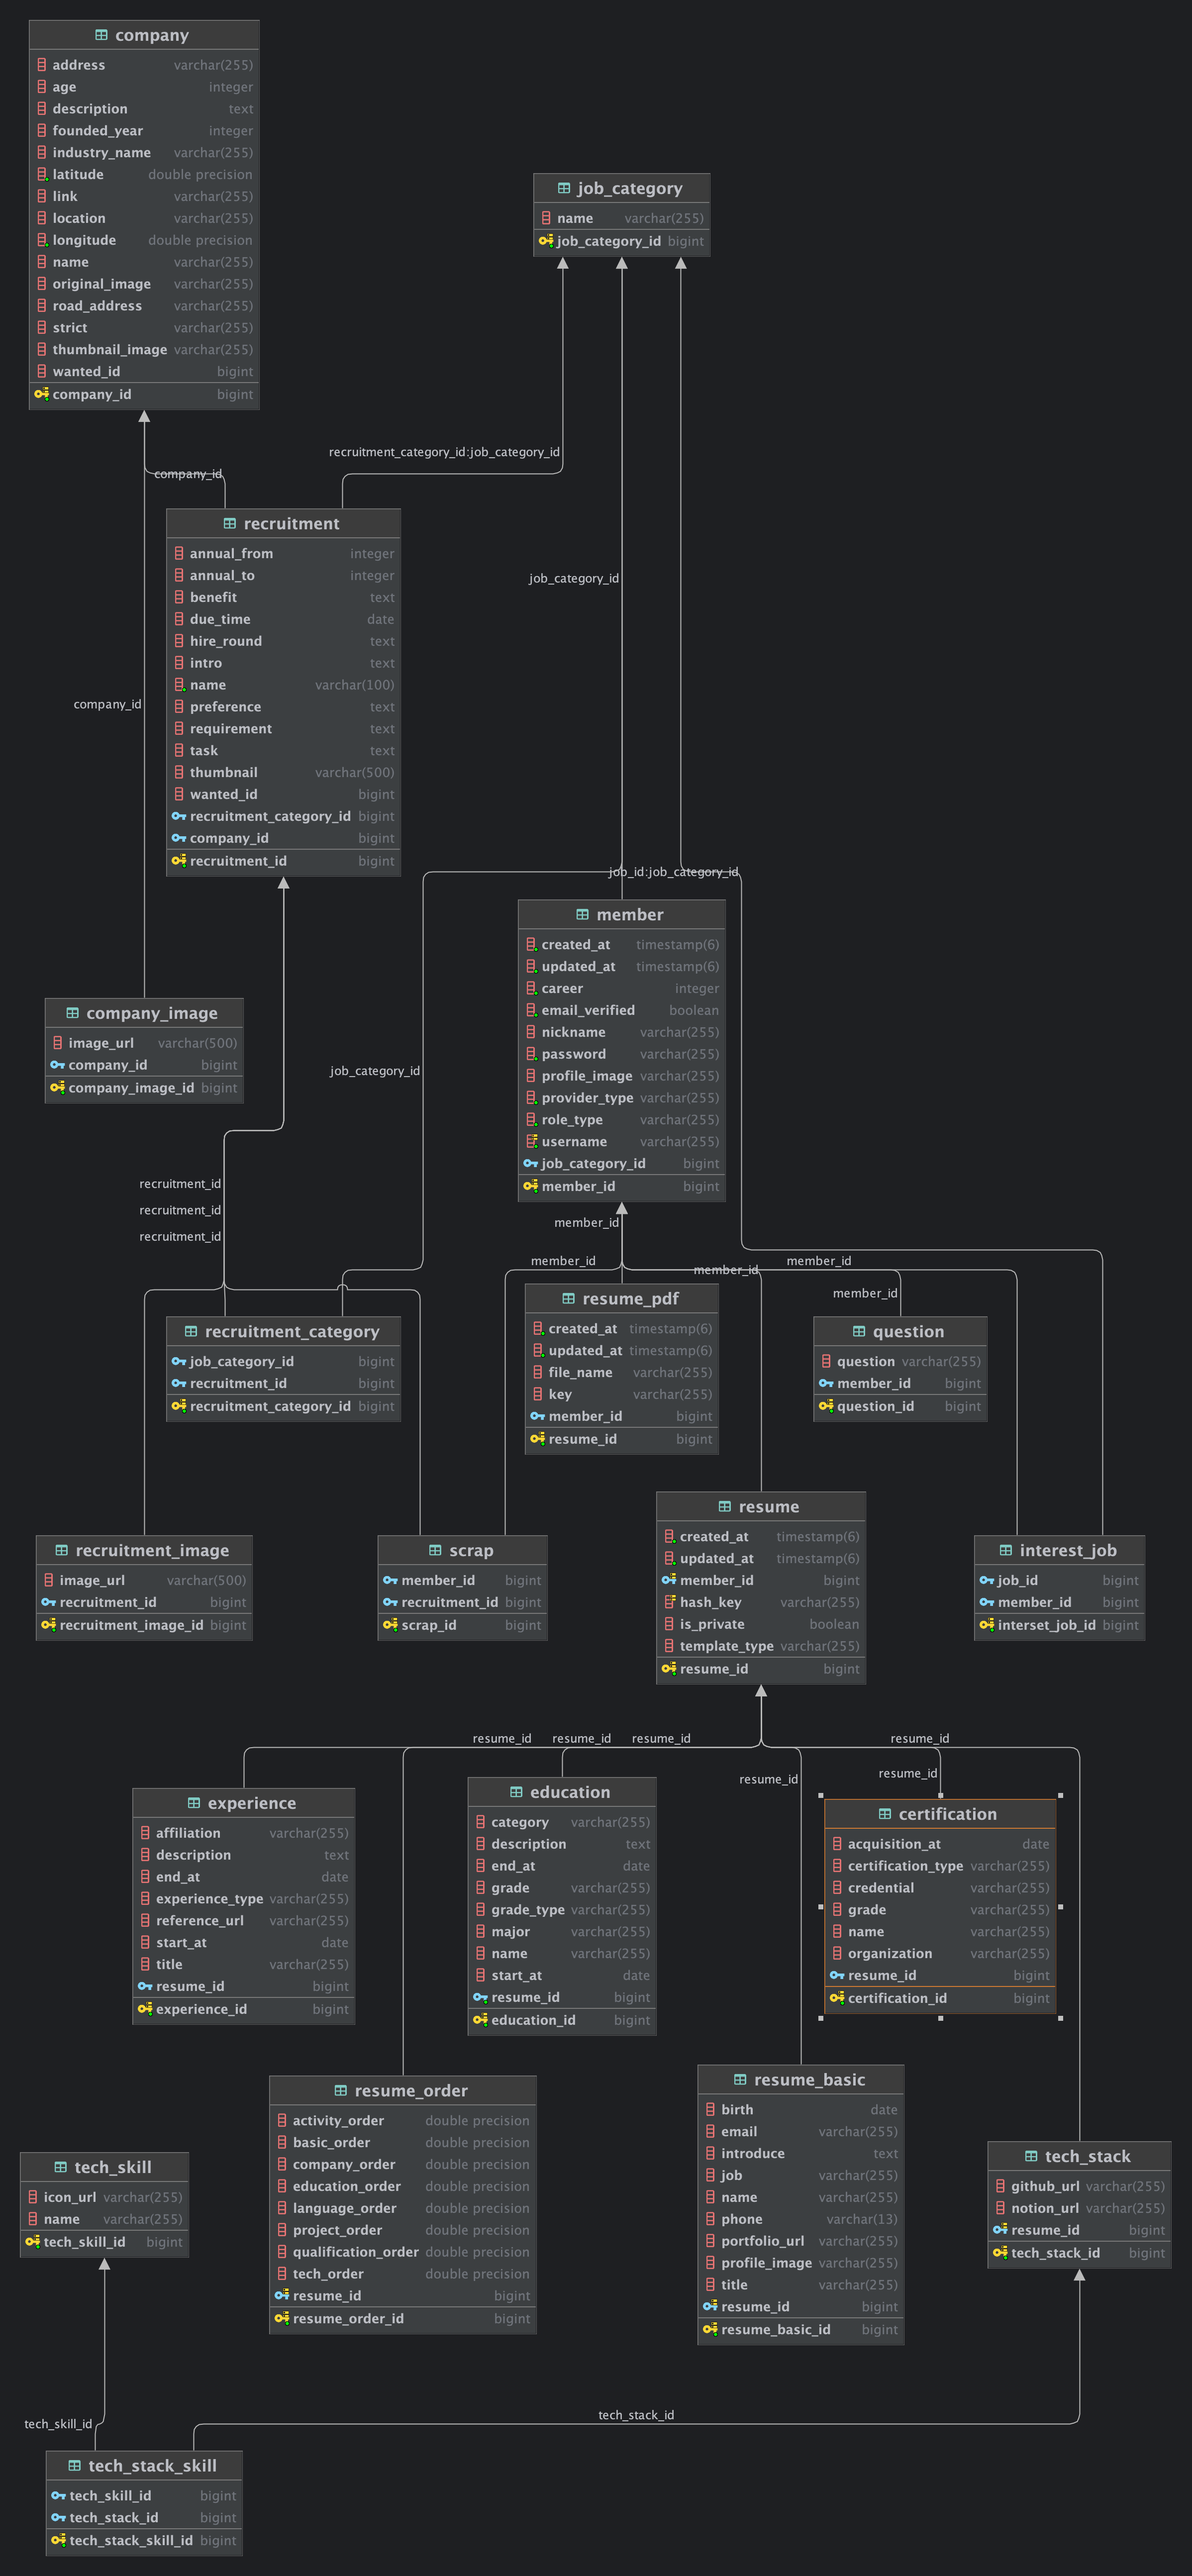 company
address varchar(255)
age integer
description text
founded_year integer
industry_name varchar(255)
latitude double precision
link varchar(255)
location varchar(255)
longitude double precision
name varchar(255)
original_image varchar(255)
road_address varchar(255)
strict varchar(255)
thumbnail_image varchar(255)
wanted_id bigint
company_id bigint
job_category
name varchar(255)
job_category_id bigint
recruitment_category_id:job_category_id
company_id
recruitment
annual_from integer
annual_to integer
benefit text
due_time date
hire_round text
intro text
name varchar(100)
preference text
requirement text
task text
thumbnail varchar(500)
wanted_id bigint
recruitment_category_id bigint
company_id bigint
recruitment_id bigint
job_category_id
company_id
job_id:job_category_id
member
created_at timestamp(6)
updated_at timestamp(6)
career integer
email_verified boolean
nickname varchar(255)
password varchar(255)
profile_image varchar(255)
provider_type varchar(255)
role_type varchar(255)
username varchar(255)
job_category_id bigint
member_id bigint
company_image
image_url varchar(500)
company_id bigint
company_image_id bigint
job_category_id
recruitment_id
recruitment_id
recruitment_id
member_id
member_id
member_id
member_id
member_id
recruitment_category
job_category_id bigint
recruitment_id bigint
recruitment_category_id bigint
resume_pdf
created_at timestamp(6)
updated_at timestamp(6)
file_name varchar(255)
key varchar(255)
member_id bigint
resume_id bigint
question
question varchar(255)
member_id bigint
question_id bigint
recruitment_image
image_url varchar(500)
recruitment_id bigint
recruitment_image_id bigint
scrap
member_id bigint
recruitment_id bigint
scrap_id bigint
resume
created_at timestamp(6)
updated_at timestamp(6)
member_id bigint
hash_key varchar(255)
is_private boolean
template_type varchar(255)
resume_id bigint
interest_job
job_id bigint
member_id bigint
interset_job_id bigint
resume_id resume_id resume_id resume_id
resume_id resume_id
experience
affiliation varchar(255)
description text
end_at date
experience_type varchar(255)
reference_url varchar(255)
start_at date
title varchar(255)
resume_id bigint
experience_id bigint
education
category varchar(255)
description text
end_at date
grade varchar(255)
grade_type varchar(255)
major varchar(255)
name varchar(255)
start_at date
resume_id bigint
education_id bigint
certification
acquisition_at date
certification_type varchar(255)
credential varchar(255)
grade varchar(255)
name varchar(255)
organization varchar(255)
resume_id bigint
certification_id bigint
resume_order
activity_order double precision
basic_order double precision
company_order double precision
education_order double precision
language_order double precision
project_order double precision
qualification_order double precision
tech_order double precision
resume_id bigint
resume_order_id bigint
resume_basic
birth date
email varchar(255)
introduce text
job varchar(255)
name varchar(255)
phone varchar(13)
portfolio_url varchar(255)
profile_image varchar(255)
title varchar(255)
resume_id bigint
resume_basic_id bigint
tech_skill
icon_url varchar(255)
name varchar(255)
tech_skill_id bigint
tech_stack
github_url varchar(255)
notion_url varchar(255)
resume_id bigint
tech_stack_id bigint
tech_skill_id
tech_stack_id
tech_stack_skill
tech_skill_id bigint
tech_stack_id bigint
tech_stack_skill_id bigint